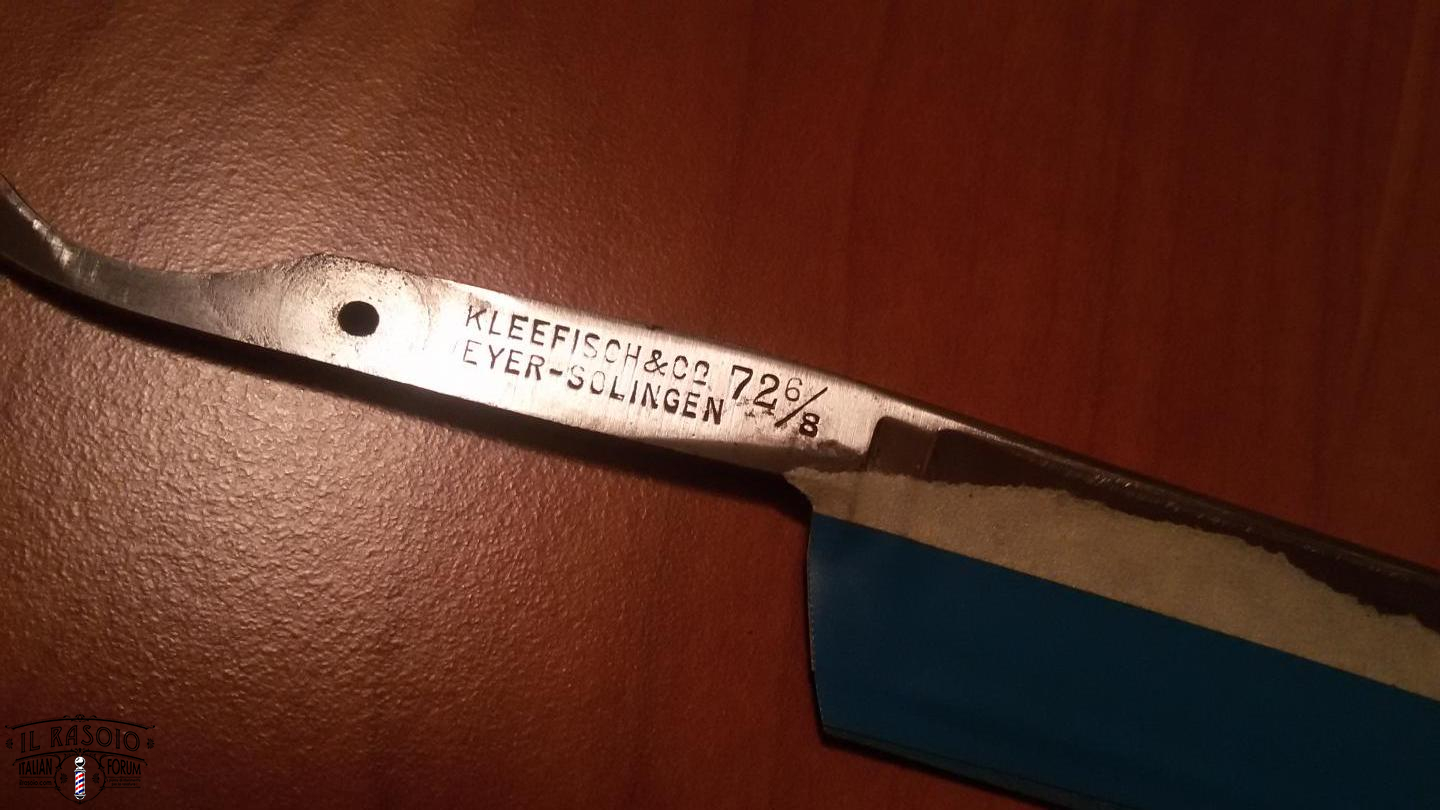 KLEEFISCH & Co
EYER-SOLINGEN
72 6/8
IL RASOIO
ITALIAN FORUM